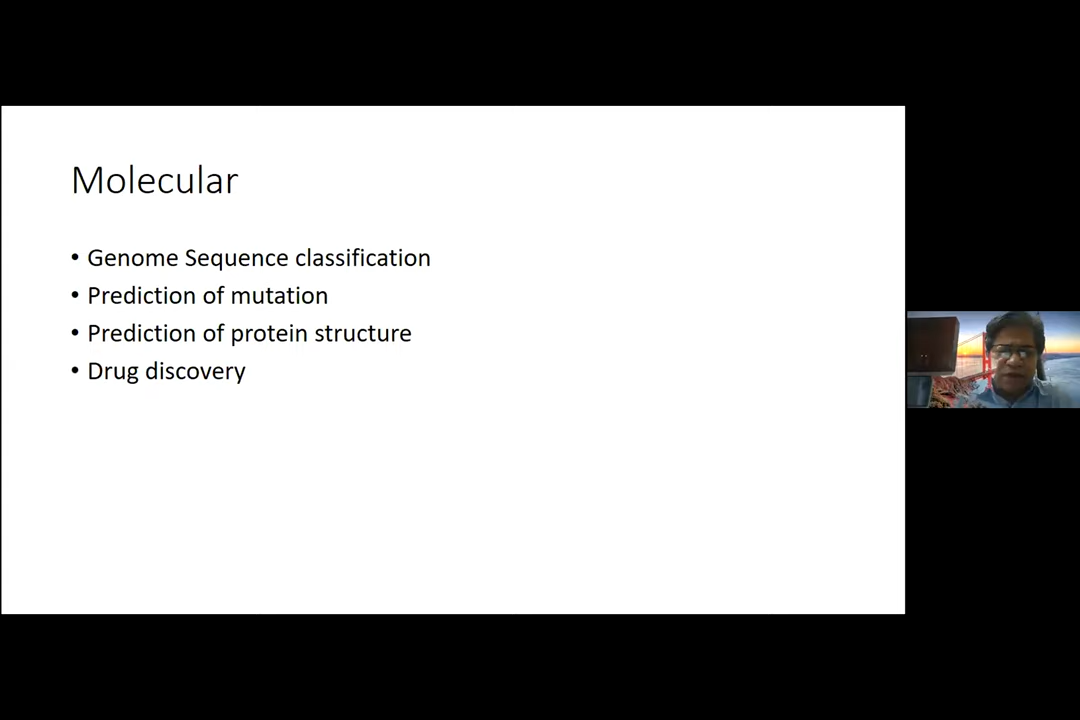 Molecular
• Genome Sequence classification
• Prediction of mutation
• Prediction of protein structure
• Drug discovery